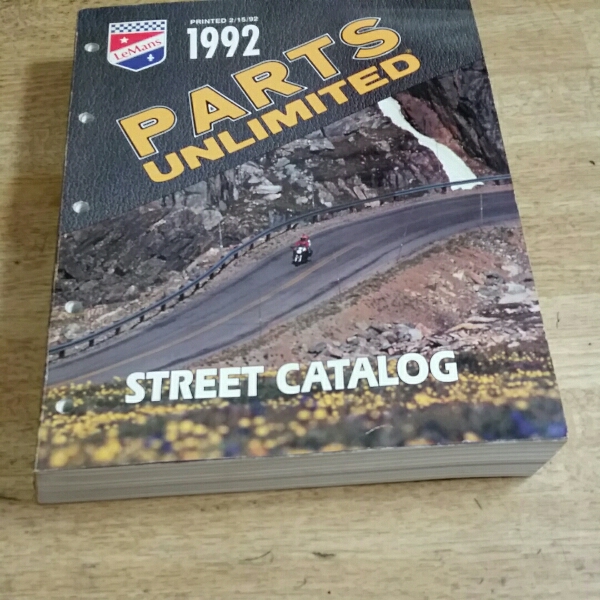 LeMans
PRINTED 2/15/92
1992
PARTS
UNLIMITED®
STREET CATALOG